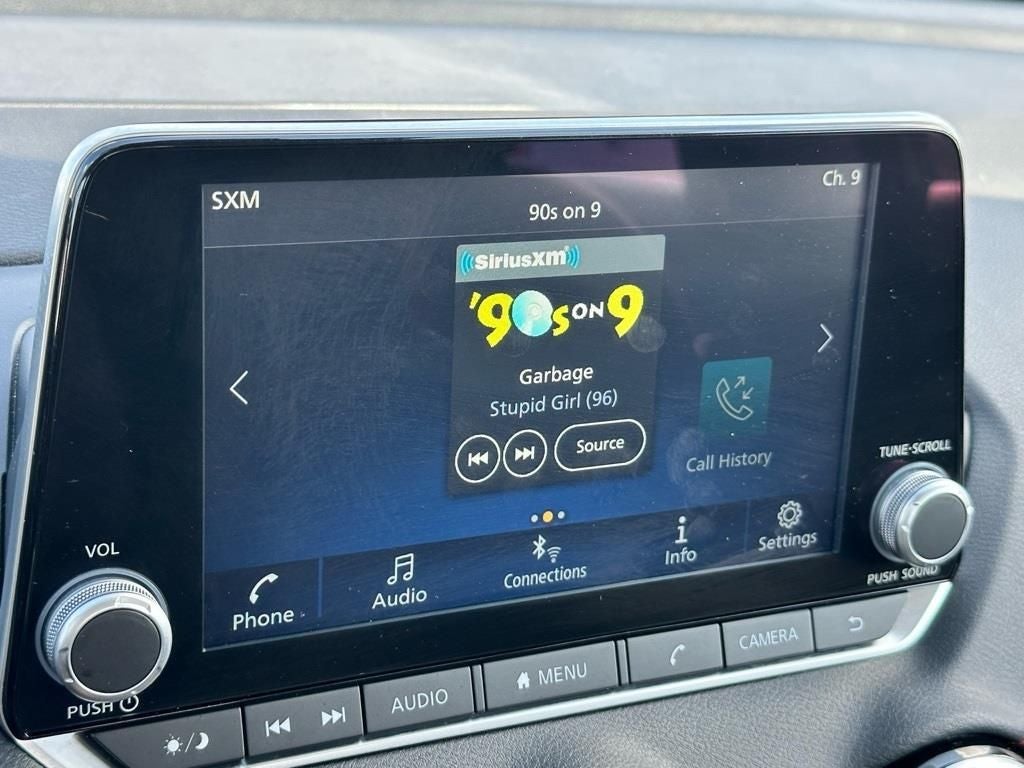 SXM
Ch. 9
90s on 9
SiriusXM
'90s ON 9
Garbage
Stupid Girl (96)
Source
Call History
Phone
Audio
Connections
Info
Settings
VOL
PUSH
TUNE·SCROLL
PUSH SOUND
AUDIO
MENU
CAMERA